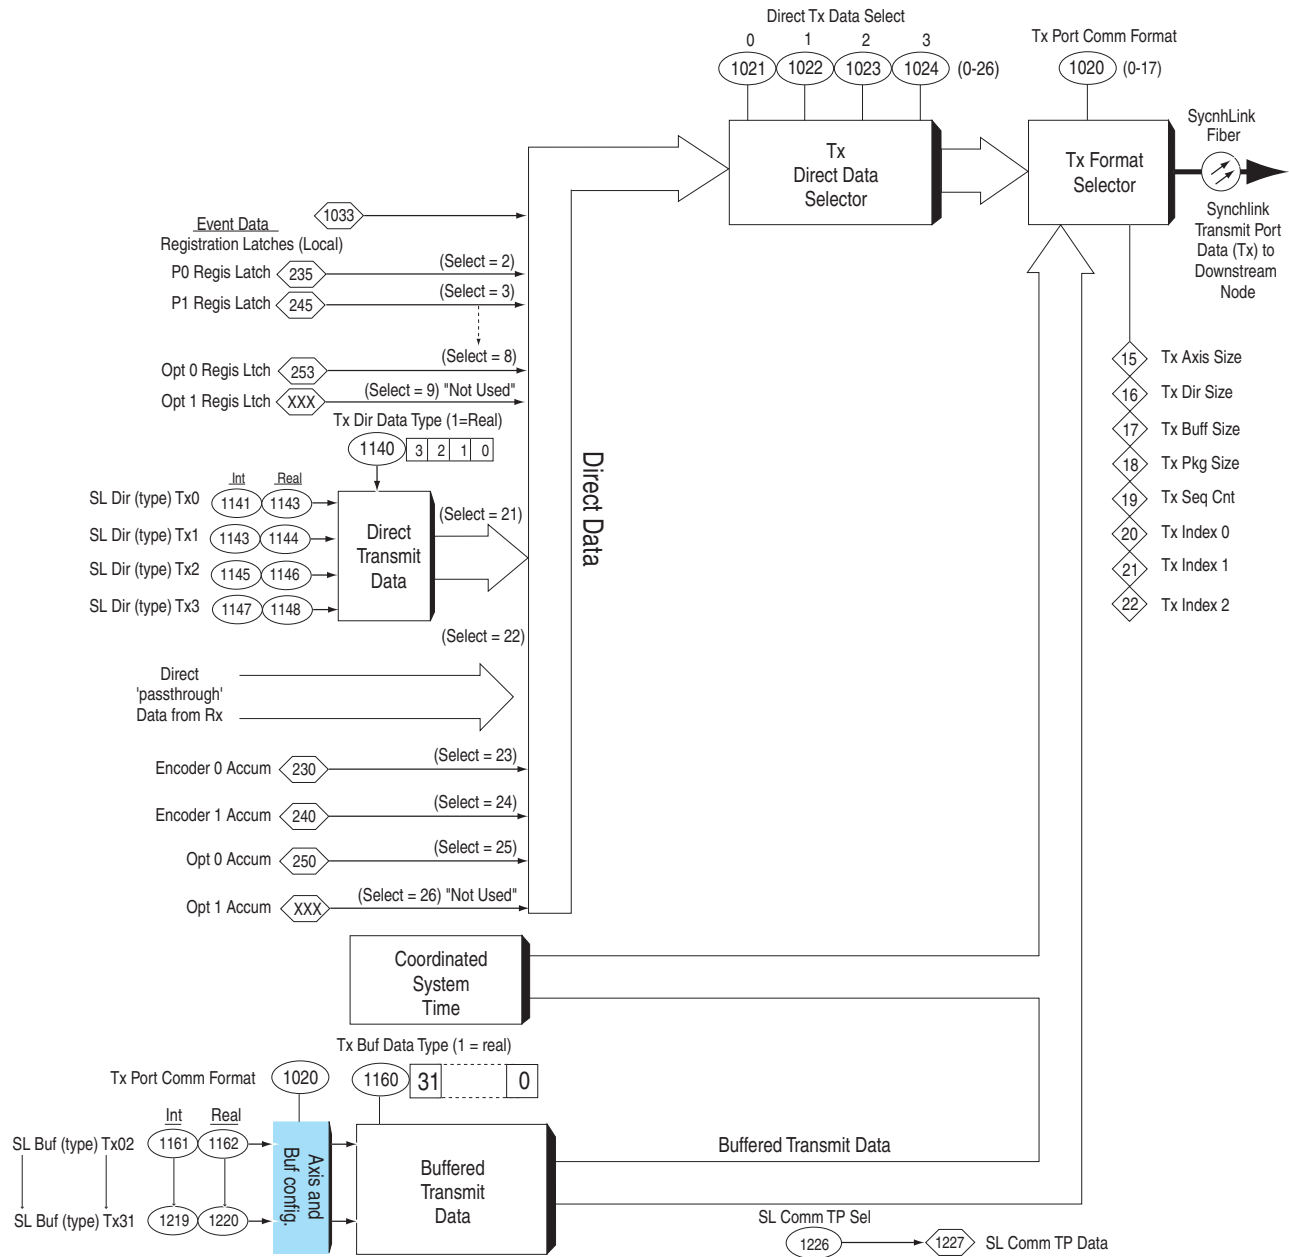 Direct Tx Data Select
0 1 2 3
1021 1022 1023 1024 (0-26)
Tx Port Comm Format
1020 (0-17)
Tx
Direct Data
Selector
Tx Format
Selector
SycnhLink
Fiber
Synchlink
Transmit Port
Data (Tx) to
Downstream
Node
1033
Event Data
Registration Latches (Local)
P0 Regis Latch 235 (Select = 2)
P1 Regis Latch 245 (Select = 3)
Opt 0 Regis Ltch 253 (Select = 8)
Opt 1 Regis Ltch XXX (Select = 9) "Not Used"
Tx Dir Data Type (1=Real)
1140 3 2 1 0
Int Real
SL Dir (type) Tx0 1141 1143
SL Dir (type) Tx1 1143 1144
SL Dir (type) Tx2 1145 1146
SL Dir (type) Tx3 1147 1148
Direct
Transmit
Data
(Select = 21)
(Select = 22)
Direct
'passthrough'
Data from Rx
Encoder 0 Accum 230 (Select = 23)
Encoder 1 Accum 240 (Select = 24)
Opt 0 Accum 250 (Select = 25)
Opt 1 Accum XXX (Select = 26) "Not Used"
Direct Data
15 Tx Axis Size
16 Tx Dir Size
17 Tx Buff Size
18 Tx Pkg Size
19 Tx Seq Cnt
20 Tx Index 0
21 Tx Index 1
22 Tx Index 2
Coordinated
System
Time
Tx Buf Data Type (1 = real)
Tx Port Comm Format 1020 1160 31 0
Int Real
SL Buf (type) Tx02 1161 1162
SL Buf (type) Tx31 1219 1220
Axis and
Buf config.
Buffered
Transmit
Data
Buffered Transmit Data
SL Comm TP Sel
1226 1227 SL Comm TP Data